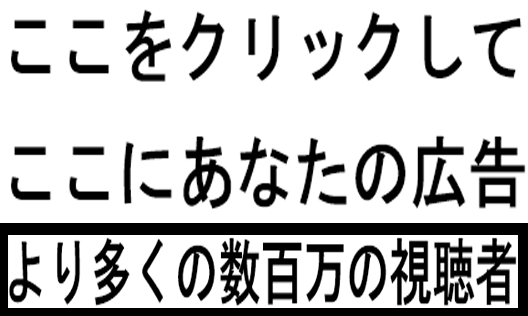 ここをクリックして
ここにあなたの広告
より多くの数百万の視聴者